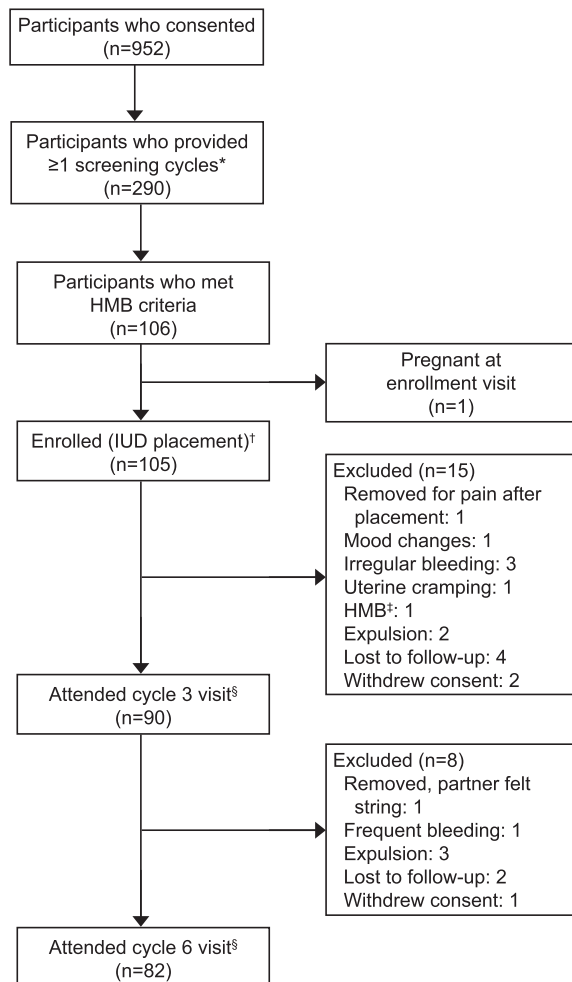 Participants who consented
(n=952)
Participants who provided
≥1 screening cycles*
(n=290)
Participants who met
HMB criteria
(n=106)
Pregnant at
enrollment visit
(n=1)
Enrolled (IUD placement)†
(n=105)
Excluded (n=15)
Removed for pain after
placement: 1
Mood changes: 1
Irregular bleeding: 3
Uterine cramping: 1
HMB‡: 1
Expulsion: 2
Lost to follow-up: 4
Withdrew consent: 2
Attended cycle 3 visit§
(n=90)
Excluded (n=8)
Removed, partner felt
string: 1
Frequent bleeding: 1
Expulsion: 3
Lost to follow-up: 2
Withdrew consent: 1
Attended cycle 6 visit§
(n=82)